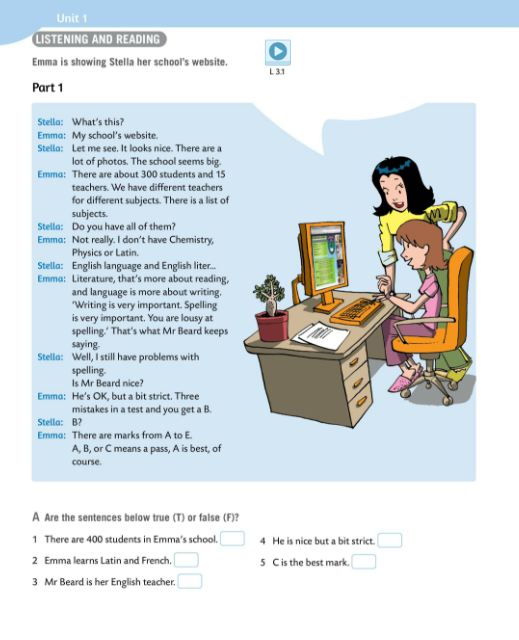 Unit 1
LISTENING AND READING
Emma is showing Stella her school's website.
L 3.1
Part 1
Stella: What's this?
Emma: My school's website.
Stella: Let me see. It looks nice. There are a
lot of photos. The school seems big.
Emma: There are about 300 students and 15
teachers. We have different teachers
for different subjects. There is a list of
subjects.
Stella: Do you have all of them?
Emma: Not really. I don't have Chemistry,
Physics or Latin.
Stella: English language and English liter...
Emma: Literature, that's more about reading,
and language is more about writing.
'Writing is very important. Spelling
is very important. You are lousy at
spelling.' That's what Mr Beard keeps
saying.
Stella: Well, I still have problems with
spelling.
Is Mr Beard nice?
Emma: He's OK, but a bit strict. Three
mistakes in a test and you get a B.
Stella: B?
Emma: There are marks from A to E.
A, B, or C means a pass, A is best, of
course.
A Are the sentences below true (T) or false (F)?
1 There are 400 students in Emma's school.
2 Emma learns Latin and French.
3 Mr Beard is her English teacher.
4 He is nice but a bit strict.
5 C is the best mark.